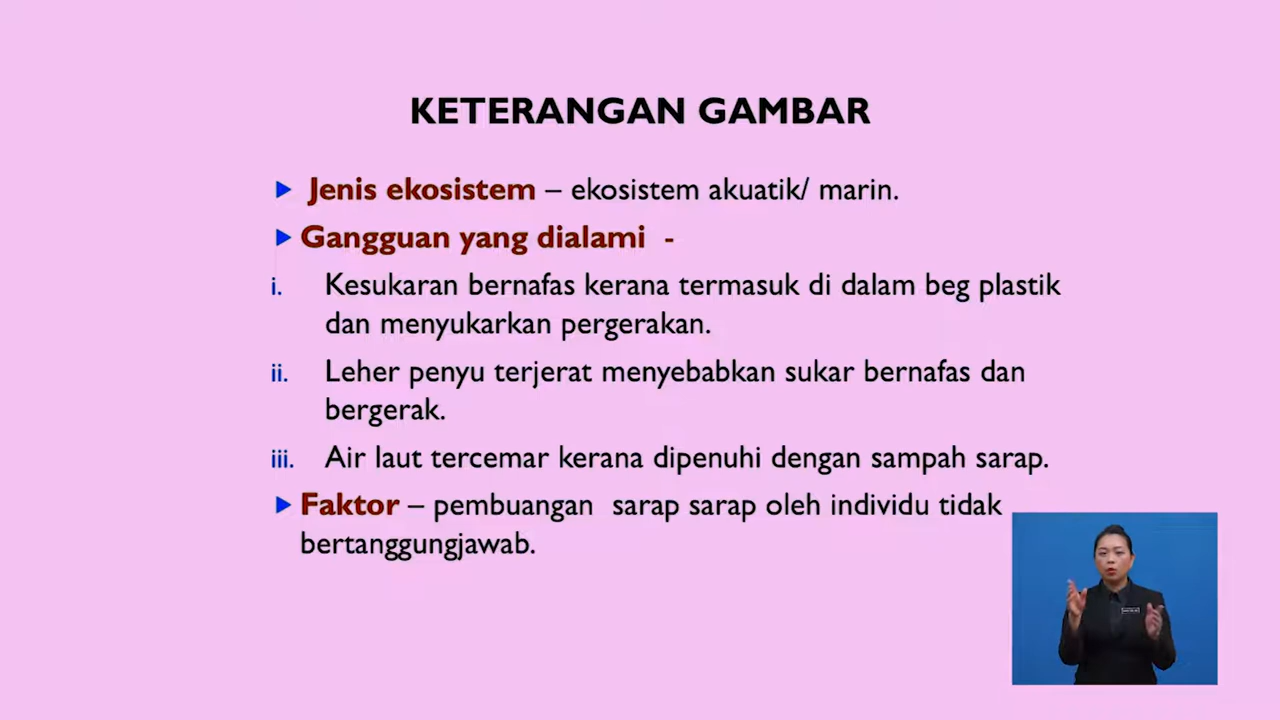 KETERANGAN GAMBAR
Jenis ekosistem – ekosistem akuatik/ marin.
Gangguan yang dialami -
i. Kesukaran bernafas kerana termasuk di dalam beg plastik
dan menyukarkan pergerakan.
ii. Leher penyu terjerat menyebabkan sukar bernafas dan
bergerak.
iii. Air laut tercemar kerana dipenuhi dengan sampah sarap.
Faktor – pembuangan sarap sarap oleh individu tidak
bertanggungjawab.